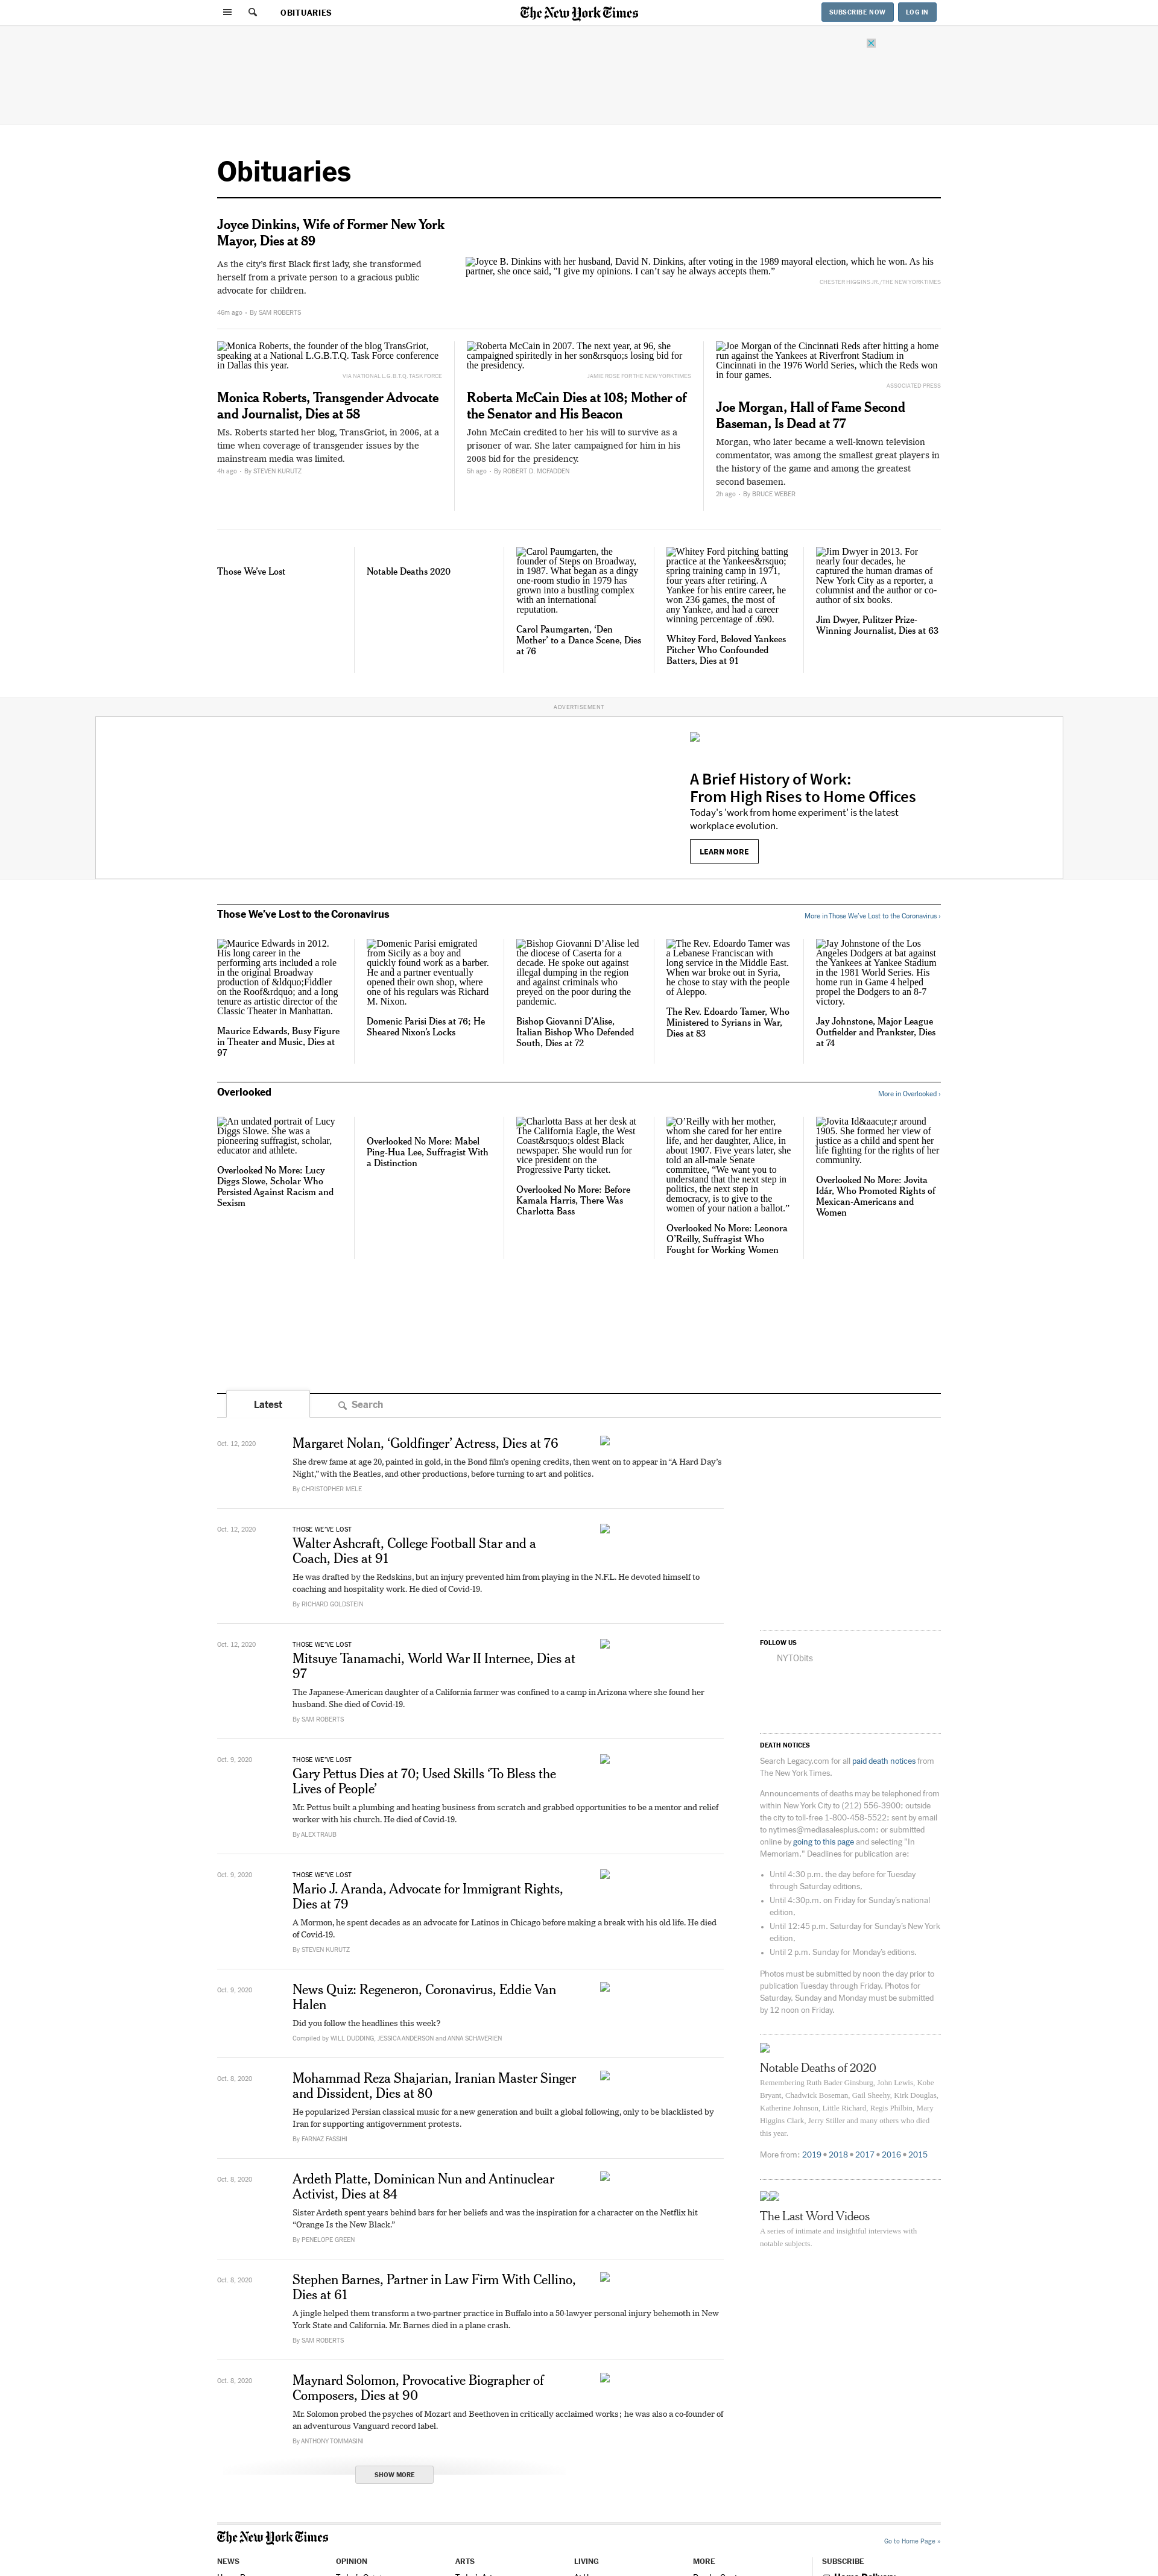 OBITUARIES
The New York Times
SUBSCRIBE NOW
LOG IN
Obituaries
Joyce Dinkins, Wife of Former New York
Mayor, Dies at 89
As the city's first Black first lady, she transformed
herself from a private person to a gracious public
advocate for children.
48m ago • By SAM ROBERTS
Joyce B. Dinkins with her husband, David N. Dinkins, after voting in the 1989 mayoral election, which he won. As his
partner, she once said, "I give my opinions. I can’t say he always accepts them.”
CHESTER HIGGINS JR./THE NEW YORK TIMES
Monica Roberts, the founder of the blog TransGriot,
speaking at a National L.G.B.T.Q. Task Force conference
in Dallas this year.
VIA NATIONAL L.G.B.T.Q. TASK FORCE
Monica Roberts, Transgender Advocate
and Journalist, Dies at 58
Ms. Roberts started her blog, TransGriot, in 2006, at a
time when coverage of transgender issues by the
mainstream media was limited.
4h ago • By STEVEN KURUTZ
Roberta McCain in 2007. The next year, at 96, she
campaigned spiritedly in her son&rsquo;s losing bid for
the presidency.
JAMIE ROSE FOR THE NEW YORK TIMES
Roberta McCain Dies at 108; Mother of
the Senator and His Beacon
John McCain credited to her his will to survive as a
prisoner of war. She later campaigned for him in his
2008 bid for the presidency.
5h ago • By ROBERT D. MCFADDEN
Joe Morgan of the Cincinnati Reds after hitting a home
run against the Yankees at Riverfront Stadium in
Cincinnati in the 1976 World Series, which the Reds won
in four games.
ASSOCIATED PRESS
Joe Morgan, Hall of Fame Second
Baseman, Is Dead at 77
Morgan, who later became a well-known television
commentator, was among the smallest great players in
the history of the game and among the greatest
second basemen.
2h ago • By BRUCE WEBER
Those We’ve Lost
Notable Deaths 2020
Carol Paumgarten, the
founder of Steps on Broadway,
in 1987. What began as a dingy
one-room studio in 1979 has
grown into a bustling complex
with an international
reputation.
Carol Paumgarten, ‘Den
Mother’ to a Dance Scene, Dies
at 76
Whitey Ford pitching batting
practice at the Yankees&rsquo;
spring training camp in 1971,
four years after retiring. A
Yankee for his entire career, he
won 236 games, the most of
any Yankee, and had a career
winning percentage of .690.
Whitey Ford, Beloved Yankees
Pitcher Who Confounded
Batters, Dies at 91
Jim Dwyer in 2013. For
nearly four decades, he
captured the human dramas of
New York City as a reporter, a
columnist and the author or co-
author of six books.
Jim Dwyer, Pulitzer Prize-
Winning Journalist, Dies at 63
ADVERTISEMENT
A Brief History of Work:
From High Rises to Home Offices
Today's 'work from home experiment' is the latest
workplace evolution.
LEARN MORE
Those We’ve Lost to the Coronavirus
More in Those We’ve Lost to the Coronavirus ›
Maurice Edwards in 2012.
His long career in the
performing arts included a role
in the original Broadway
production of &ldquo;Fiddler
on the Roof&rdquo; and a long
tenure as artistic director of the
Classic Theater in Manhattan.
Maurice Edwards, Busy Figure
in Theater and Music, Dies at
97
Domenic Parisi emigrated
from Sicily as a boy and
quickly found work as a barber.
He and a partner eventually
opened their own shop, where
one of his regulars was Richard
M. Nixon.
Domenic Parisi Dies at 76; He
Sheared Nixon’s Locks
Bishop Giovanni D’Alise led
the diocese of Caserta for a
decade. He spoke out against
illegal dumping in the region
and against criminals who
preyed on the poor during the
pandemic.
Bishop Giovanni D’Alise,
Italian Bishop Who Defended
South, Dies at 72
The Rev. Edoardo Tamer was
a Lebanese Franciscan with
long service in the Middle East.
When war broke out in Syria,
he chose to stay with the people
of Aleppo.
The Rev. Edoardo Tamer, Who
Ministered to Syrians in War,
Dies at 83
Jay Johnstone of the Los
Angeles Dodgers at bat against
the Yankees at Yankee Stadium
in the 1981 World Series. His
home run in Game 4 helped
propel the Dodgers to an 8-7
victory.
Jay Johnstone, Major League
Outfielder and Prankster, Dies
at 74
Overlooked
More in Overlooked ›
An undated portrait of Lucy
Diggs Slowe. She was a
pioneering suffragist, scholar,
educator and athlete.
Overlooked No More: Lucy
Diggs Slowe, Scholar Who
Persisted Against Racism and
Sexism
Overlooked No More: Mabel
Ping-Hua Lee, Suffragist With
a Distinction
Charlotta Bass at her desk at
The California Eagle, the West
Coast&rsquo;s oldest Black
newspaper. She would run for
vice president on the
Progressive Party ticket.
Overlooked No More: Before
Kamala Harris, There Was
Charlotta Bass
O’Reilly with her mother,
whom she cared for her entire
life, and her daughter, Alice, in
about 1907. Five years later, she
told an all-male Senate
committee, “We want you to
understand that the next step in
politics, the next step in
democracy, is to give to the
women of your nation a ballot.”
Overlooked No More: Leonora
O’Reilly, Suffragist Who
Fought for Working Women
Jovita Id&aacute;r around
1905. She formed her view of
justice as a child and spent her
life fighting for the rights of her
community.
Overlooked No More: Jovita
Idár, Who Promoted Rights of
Mexican-Americans and
Women
Latest
Search
Oct. 12, 2020
Margaret Nolan, ‘Goldfinger’ Actress, Dies at 76
She drew fame at age 20, painted in gold, in the Bond film’s opening credits, then went on to appear in “A Hard Day’s
Night,” with the Beatles, and other productions, before turning to art and politics.
By CHRISTOPHER MELE
Oct. 12, 2020
THOSE WE’VE LOST
Walter Ashcraft, College Football Star and a
Coach, Dies at 91
He was drafted by the Redskins, but an injury prevented him from playing in the N.F.L. He devoted himself to
coaching and hospitality work. He died of Covid-19.
By RICHARD GOLDSTEIN
Oct. 12, 2020
THOSE WE’VE LOST
Mitsuye Tanamachi, World War II Internee, Dies at
97
The Japanese-American daughter of a California farmer was confined to a camp in Arizona where she found her
husband. She died of Covid-19.
By SAM ROBERTS
Oct. 9, 2020
THOSE WE’VE LOST
Gary Pettus Dies at 70; Used Skills ‘To Bless the
Lives of People’
Mr. Pettus built a plumbing and heating business from scratch and grabbed opportunities to be a mentor and relief
worker with his church. He died of Covid-19.
By ALEX TRAUB
Oct. 9, 2020
THOSE WE’VE LOST
Mario J. Aranda, Advocate for Immigrant Rights,
Dies at 79
A Mormon, he spent decades as an advocate for Latinos in Chicago before making a break with his old life. He died
of Covid-19.
By STEVEN KURUTZ
Oct. 9, 2020
News Quiz: Regeneron, Coronavirus, Eddie Van
Halen
Did you follow the headlines this week?
Compiled by WILL DUDDING, JESSICA ANDERSON and ANNA SCHAVERIEN
Oct. 8, 2020
Mohammad Reza Shajarian, Iranian Master Singer
and Dissident, Dies at 80
He popularized Persian classical music for a new generation and built a global following, only to be blacklisted by
Iran for supporting antigovernment protests.
By FARNAZ FASSIHI
Oct. 8, 2020
Ardeth Platte, Dominican Nun and Antinuclear
Activist, Dies at 84
Sister Ardeth spent years behind bars for her beliefs and was the inspiration for a character on the Netflix hit
“Orange Is the New Black.”
By PENELOPE GREEN
Oct. 8, 2020
Stephen Barnes, Partner in Law Firm With Cellino,
Dies at 61
A jingle helped them transform a two-partner practice in Buffalo into a 50-lawyer personal injury behemoth in New
York State and California. Mr. Barnes died in a plane crash.
By SAM ROBERTS
Oct. 8, 2020
Maynard Solomon, Provocative Biographer of
Composers, Dies at 90
Mr. Solomon probed the psyches of Mozart and Beethoven in critically acclaimed works; he was also a co-founder of
an adventurous Vanguard record label.
By ANTHONY TOMMASINI
SHOW MORE
FOLLOW US
NYTObits
DEATH NOTICES
Search Legacy.com for all paid death notices from
The New York Times.
Announcements of deaths may be telephoned from
within New York City to (212) 556-3900; outside
the city to toll-free 1-800-458-5522; sent by email
to nytimes@mediasalesplus.com; or submitted
online by going to this page and selecting "In
Memoriam." Deadlines for publication are:
• Until 4:30 p.m. the day before for Tuesday
through Saturday editions.
• Until 4:30p.m. on Friday for Sunday's national
edition.
• Until 12:45 p.m. Saturday for Sunday's New York
edition.
• Until 2 p.m. Sunday for Monday's editions.
Photos must be submitted by noon the day prior to
publication Tuesday through Friday. Photos for
Saturday, Sunday and Monday must be submitted
by 12 noon on Friday.
Notable Deaths of 2020
Remembering Ruth Bader Ginsburg, John Lewis, Kobe
Bryant, Chadwick Boseman, Gail Sheehy, Kirk Douglas,
Katherine Johnson, Little Richard, Regis Philbin, Mary
Higgins Clark, Jerry Stiller and many others who died
this year.
More from: 2019 • 2018 • 2017 • 2016 • 2015
The Last Word Videos
A series of intimate and insightful interviews with
notable subjects.
The New York Times
Go to Home Page »
NEWS
OPINION
ARTS
LIVING
MORE
SUBSCRIBE